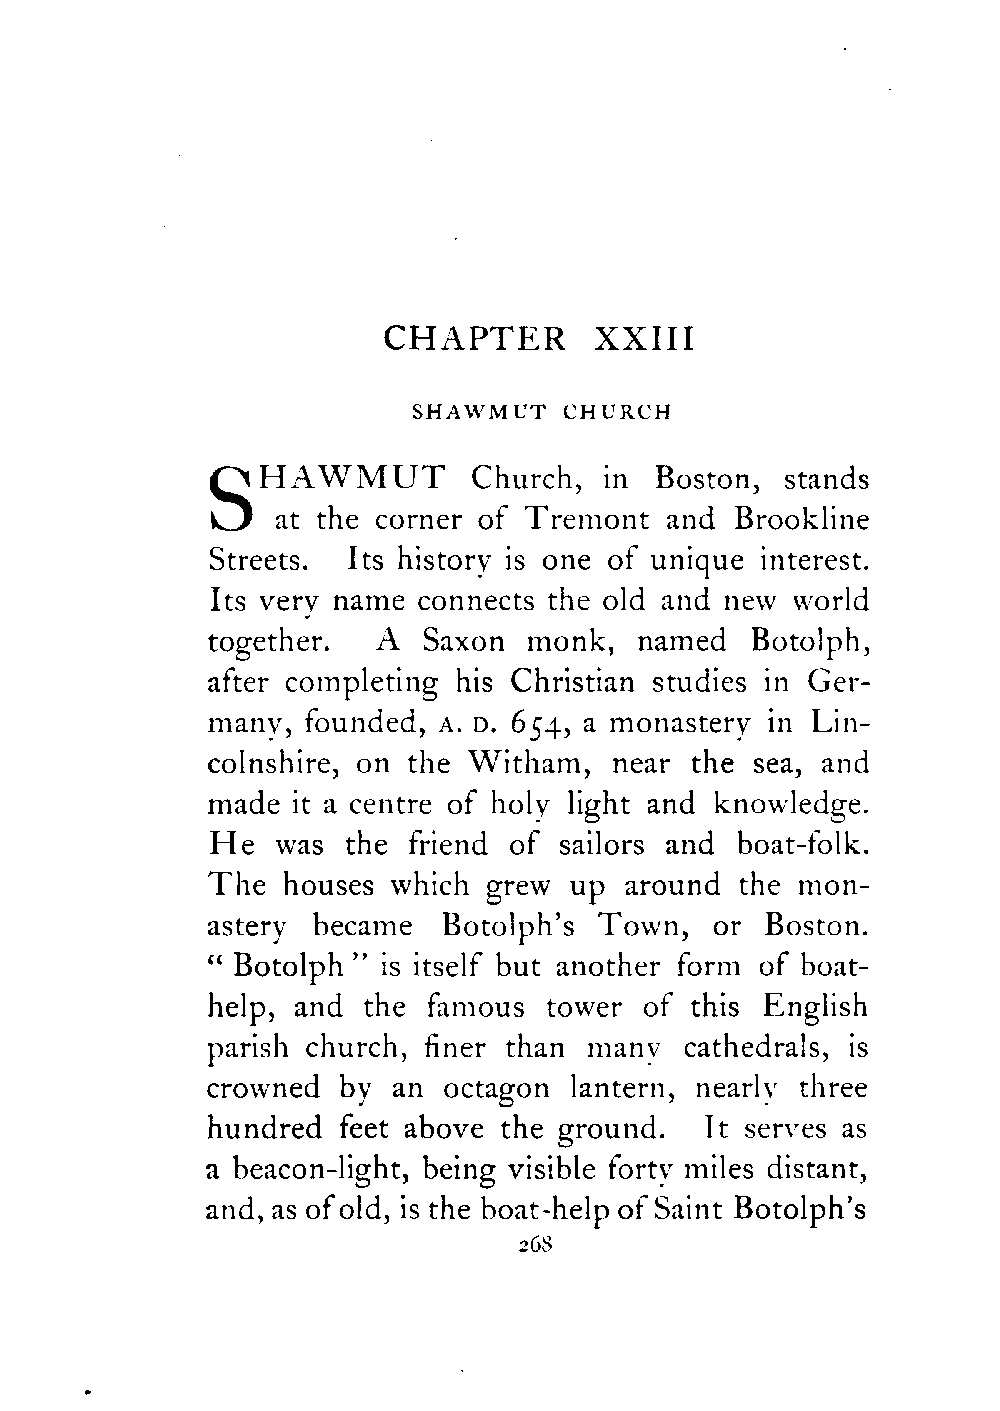 CHAPTER XXIII
SHAWMUT CHURCH
SHAWMUT Church, in Boston, stands
at the corner of Tremont and Brookline
Streets. Its history is one of unique interest.
Its very name connects the old and new world
together. A Saxon monk, named Botolph,
after completing his Christian studies in Ger-
many, founded, A. D. 654, a monastery in Lin-
colnshire, on the Witham, near the sea, and
made it a centre of holy light and knowledge.
He was the friend of sailors and boat-folk.
The houses which grew up around the mon-
astery became Botolph's Town, or Boston.
“ Botolph ” is itself but another form of boat-
help, and the famous tower of this English
parish church, finer than many cathedrals, is
crowned by an octagon lantern, nearly three
hundred feet above the ground. It serves as
a beacon-light, being visible forty miles distant,
and, as of old, is the boat-help of Saint Botolph's
268